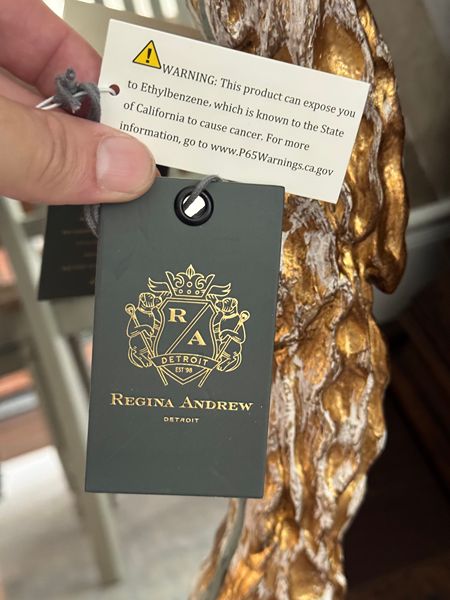 WARNING: This product can expose you
to Ethylbenzene, which is known to the State
of California to cause cancer. For more
information, go to www.P65Warnings.ca.gov
R
A
DETROIT
EST '98
REGINA ANDREW
DETROIT